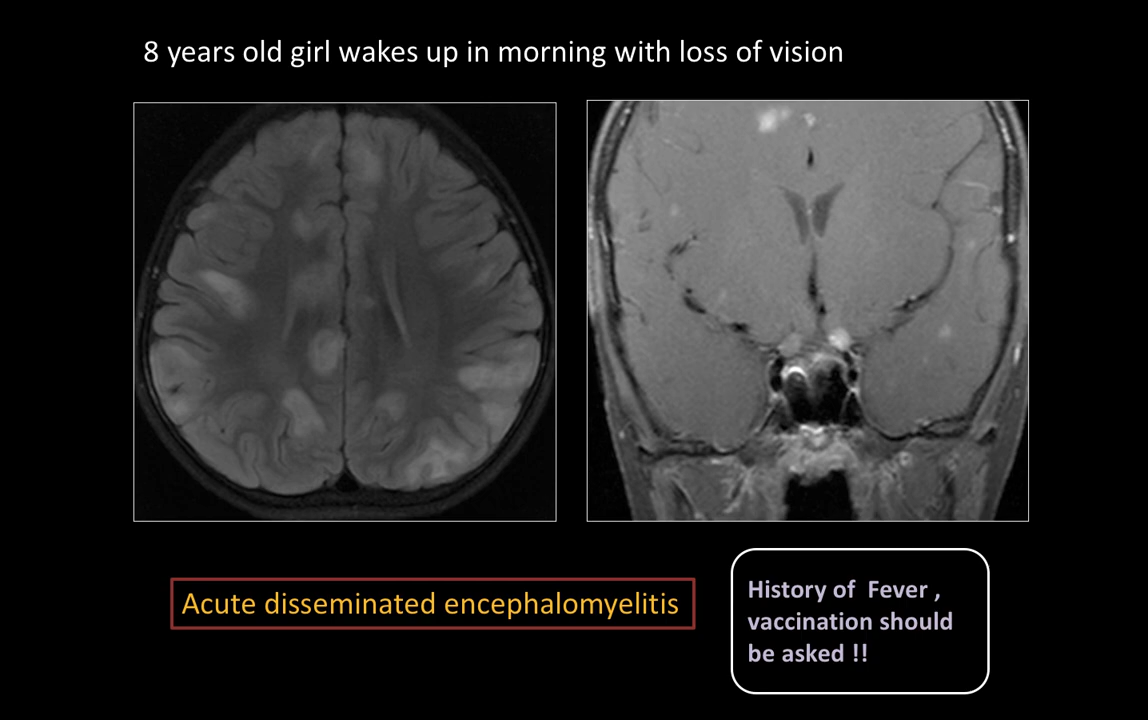 8 years old girl wakes up in morning with loss of vision
Acute disseminated encephalomyelitis
History of  Fever ,
vaccination should
be asked !!